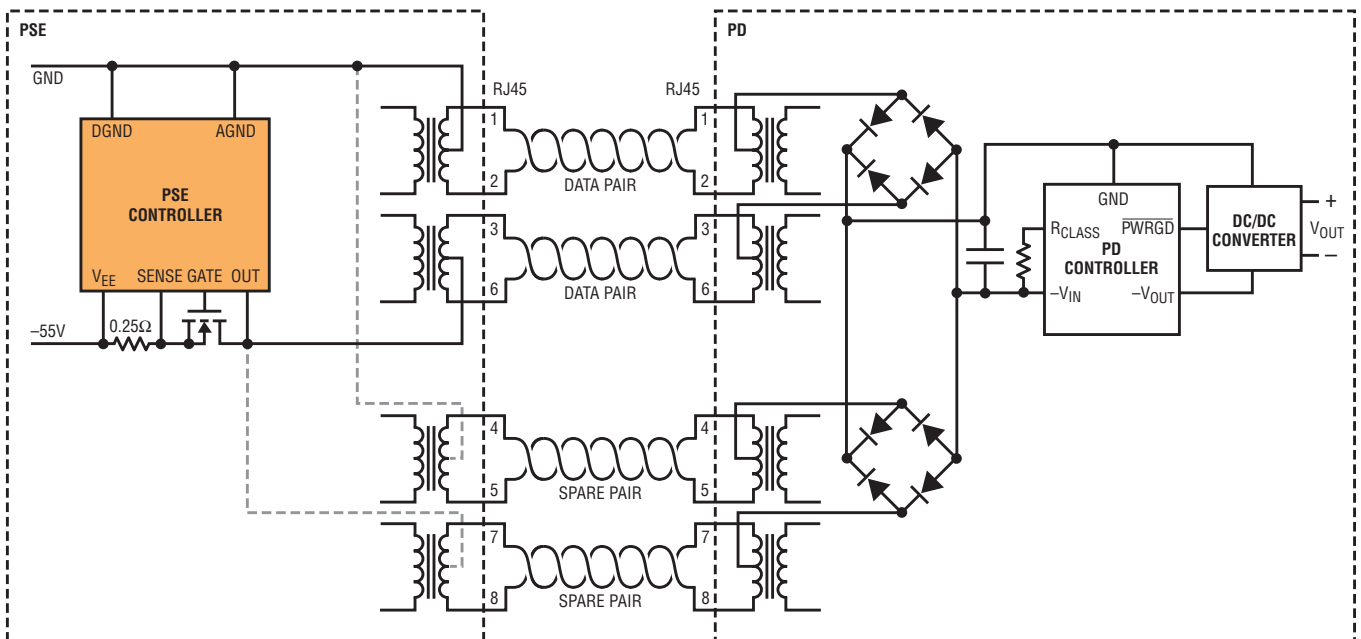 PSE
PD
GND
RJ45
RJ45
DGND
AGND
PSE
CONTROLLER
VEE
SENSE
GATE
OUT
–55V
0.25Ω
1
1
DATA PAIR
2
2
3
3
DATA PAIR
6
6
4
4
SPARE PAIR
5
5
7
7
SPARE PAIR
8
8
GND
RCLASS
PWRGD
PD
CONTROLLER
–VIN
–VOUT
DC/DC
CONVERTER
+
VOUT
–